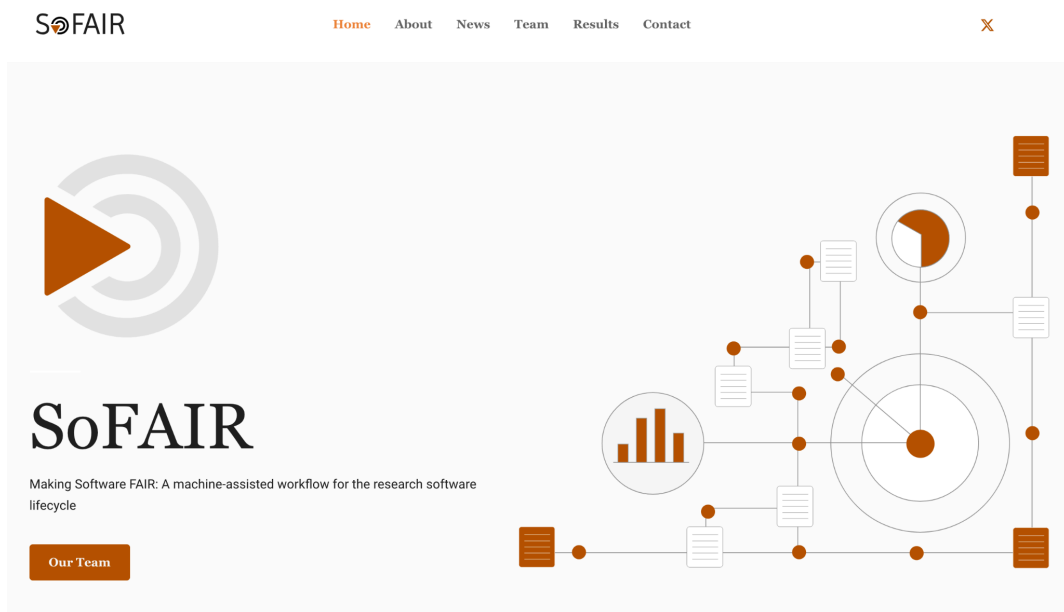 SoFAIR
Home About News Team Results Contact
X
SoFAIR
Making Software FAIR: A machine-assisted workflow for the research software
lifecycle
Our Team